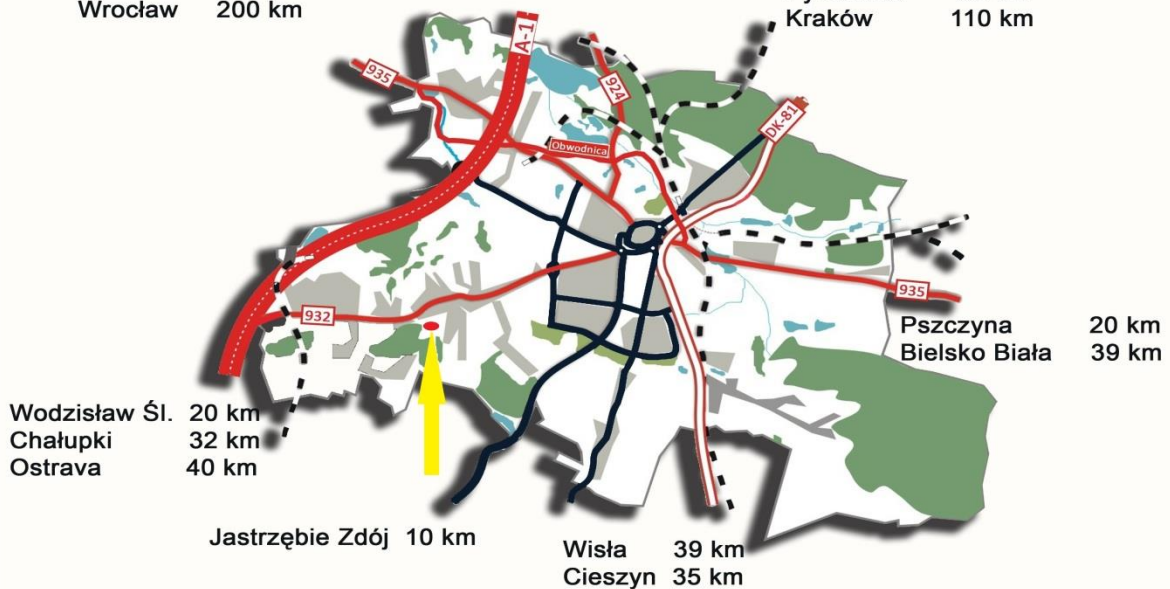 Wrocław 200 km
Kraków 110 km
A-1
935
924
DK-81
Obwodnica
932
935
Pszczyna 20 km
Bielsko Biała 39 km
Wodzisław Śl. 20 km
Chałupki 32 km
Ostrava 40 km
Jastrzębie Zdój 10 km
Wisła 39 km
Cieszyn 35 km